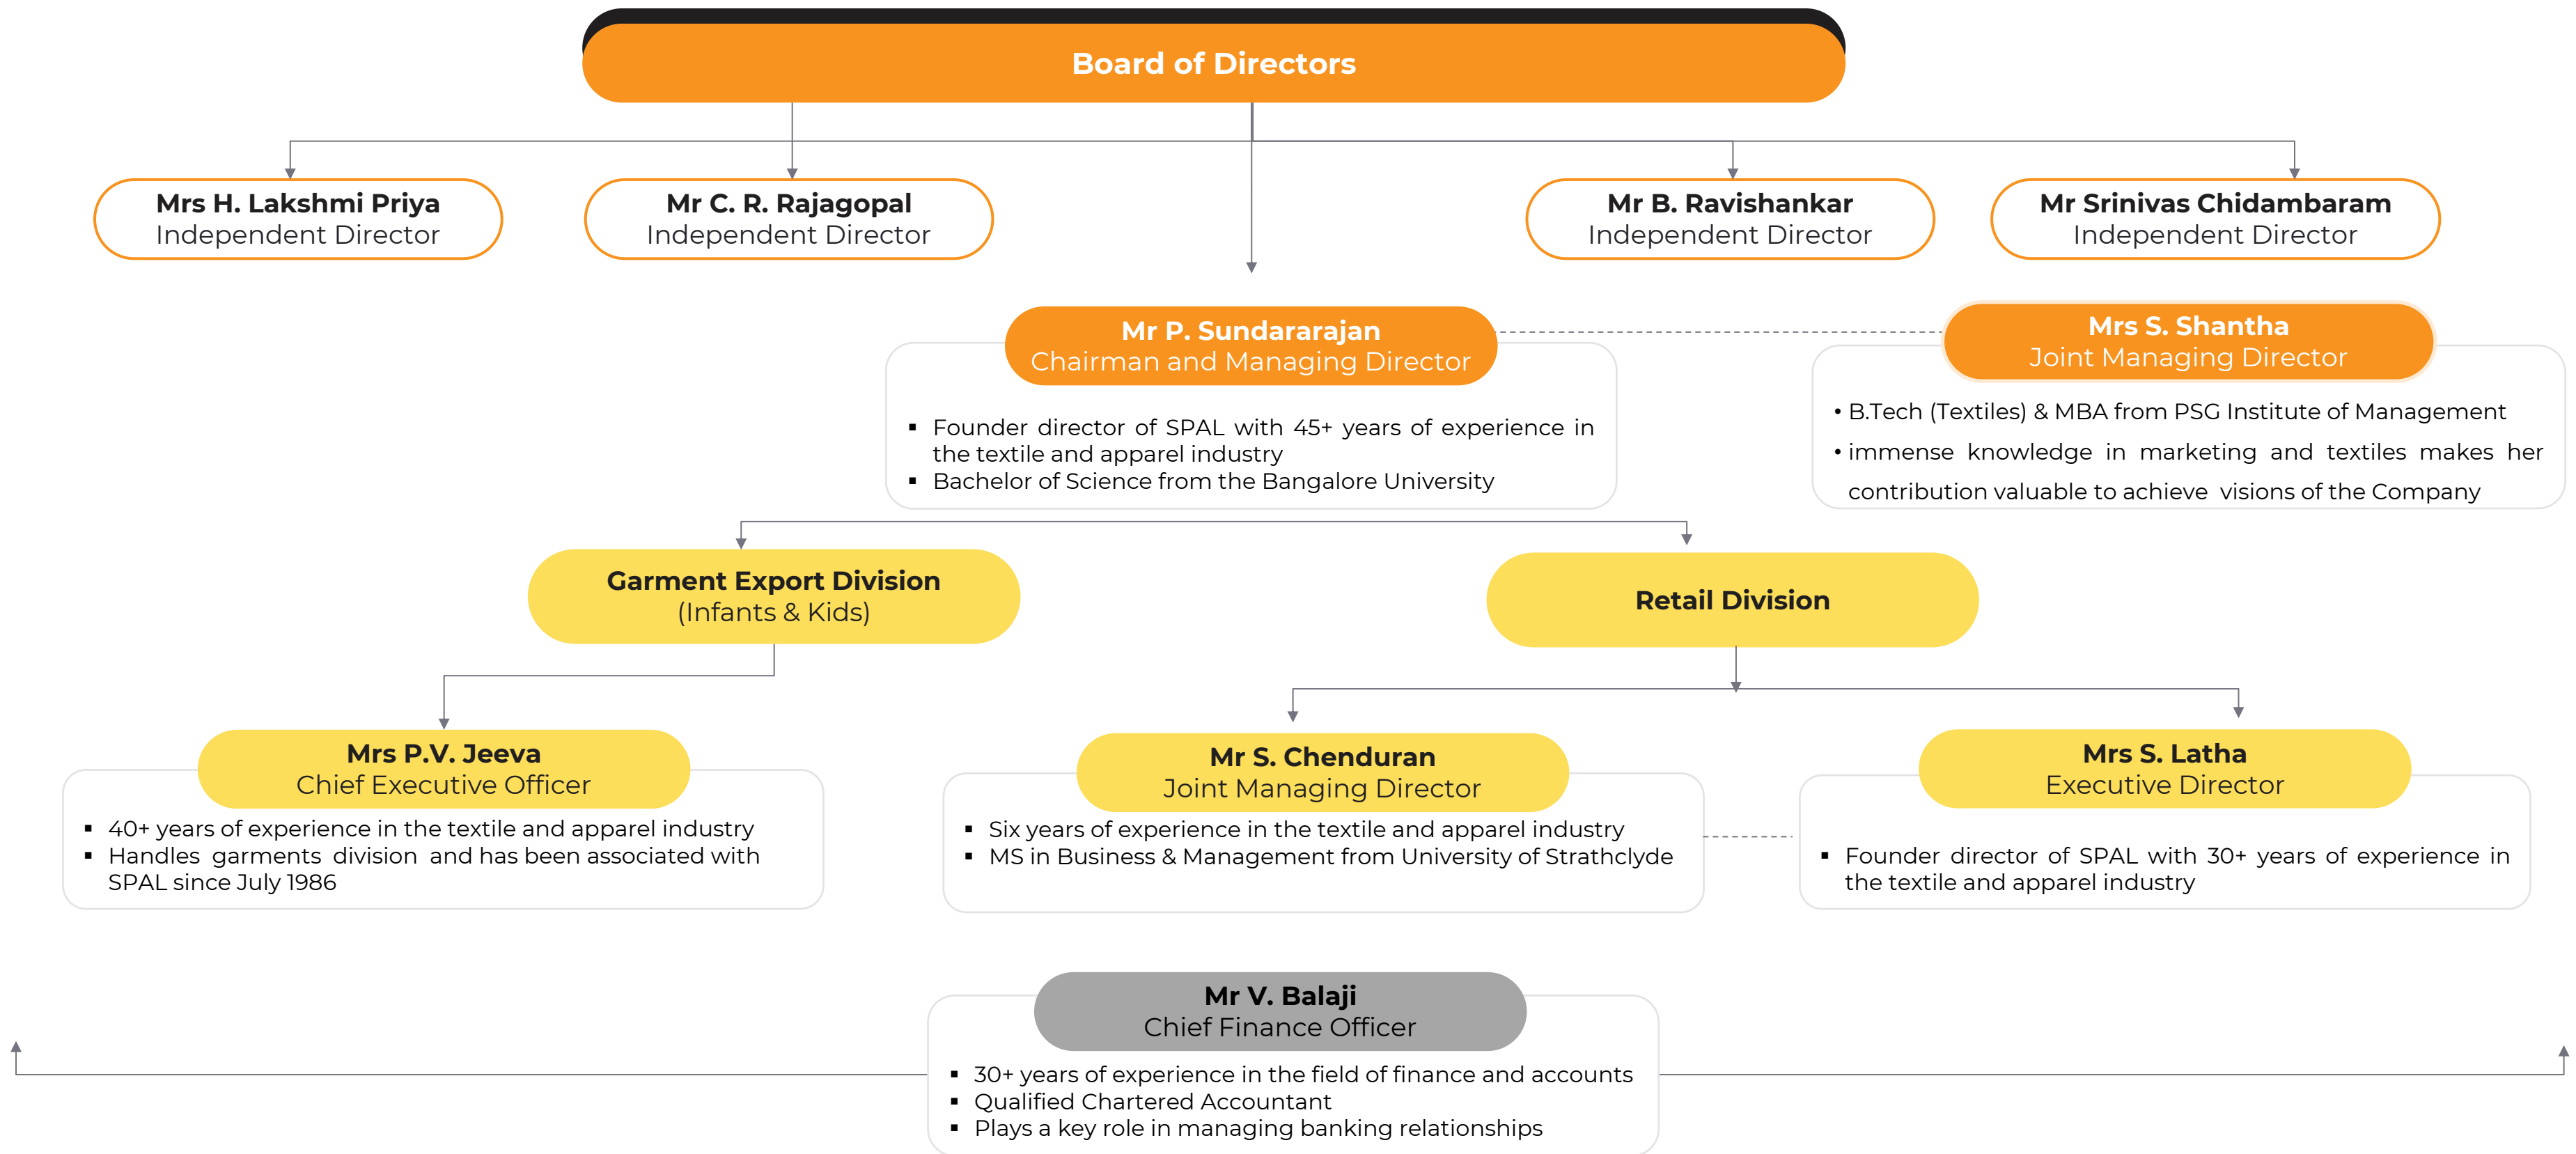 Board of Directors
Mrs H. Lakshmi Priya
Independent Director
Mr C. R. Rajagopal
Independent Director
Mr B. Ravishankar
Independent Director
Mr Srinivas Chidambaram
Independent Director
Mr P. Sundararajan
Chairman and Managing Director
▪ Founder director of SPAL with 45+ years of experience in
the textile and apparel industry
▪ Bachelor of Science from the Bangalore University
Mrs S. Shantha
Joint Managing Director
• B.Tech (Textiles) & MBA from PSG Institute of Management
• immense knowledge in marketing and textiles makes her
contribution valuable to achieve visions of the Company
Garment Export Division
(Infants & Kids)
Retail Division
Mrs P.V. Jeeva
Chief Executive Officer
▪ 40+ years of experience in the textile and apparel industry
▪ Handles garments division and has been associated with
SPAL since July 1986
Mr S. Chenduran
Joint Managing Director
▪ Six years of experience in the textile and apparel industry
▪ MS in Business & Management from University of Strathclyde
Mrs S. Latha
Executive Director
▪ Founder director of SPAL with 30+ years of experience in
the textile and apparel industry
Mr V. Balaji
Chief Finance Officer
▪ 30+ years of experience in the field of finance and accounts
▪ Qualified Chartered Accountant
▪ Plays a key role in managing banking relationships